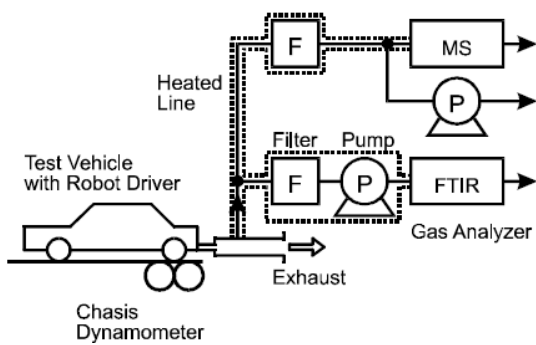 F
MS
Heated
Line
P
Filter
Pump
Test Vehicle
with Robot Driver
F
P
FTIR
Gas Analyzer
Exhaust
Chasis
Dynamometer